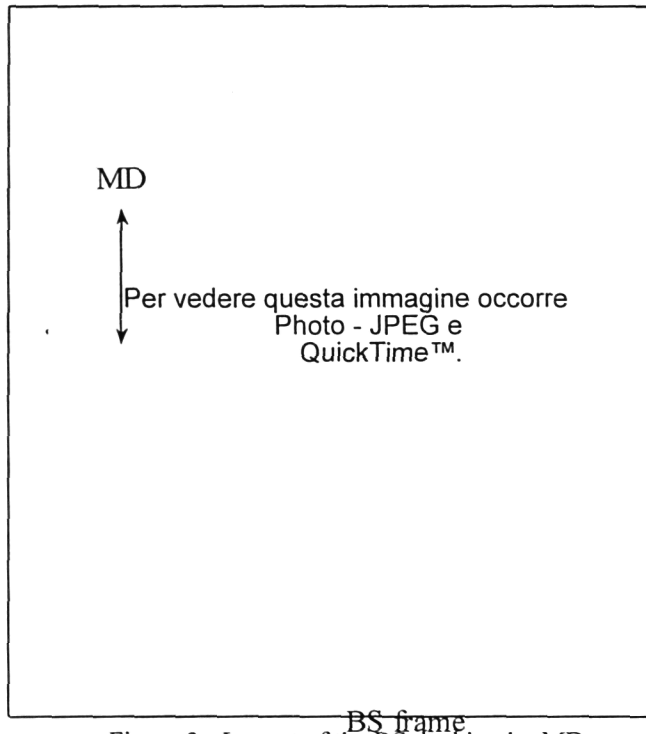 MD
Per vedere questa immagine occorre
Photo - JPEG e
QuickTime™.
BS frame